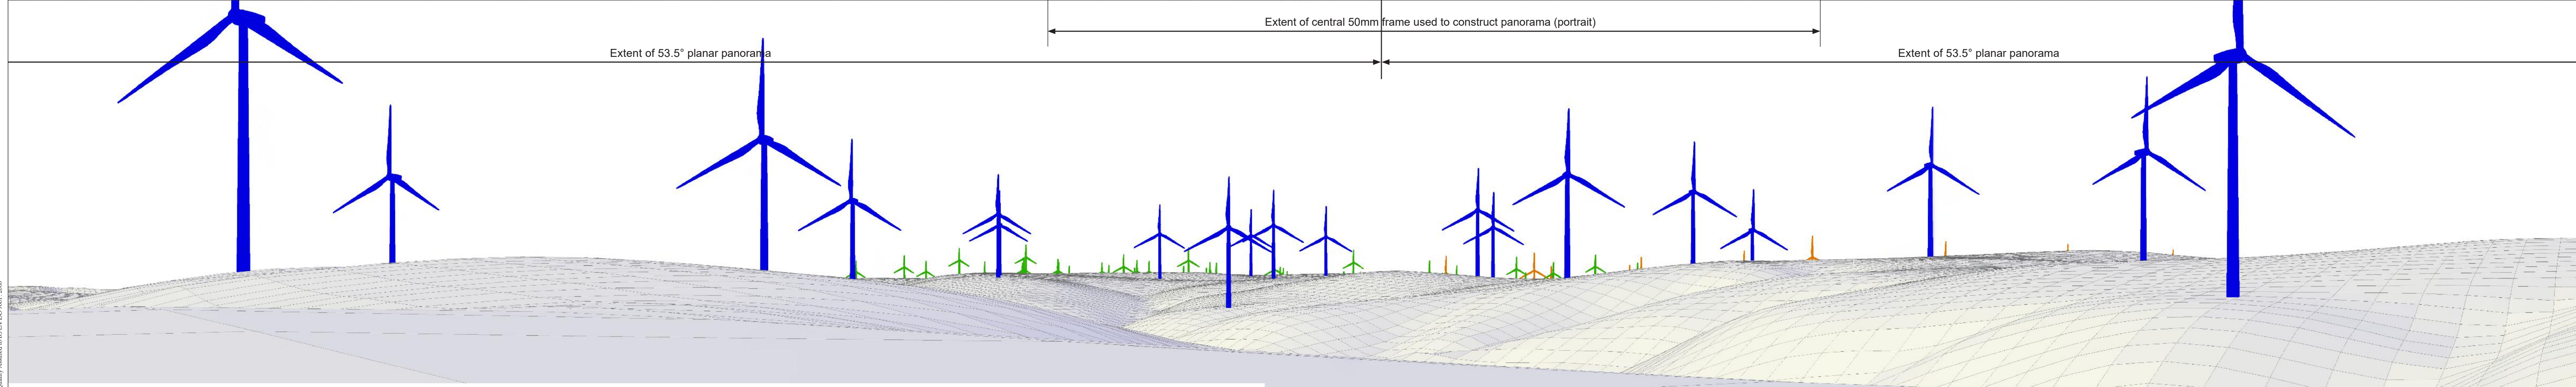 Extent of central 50mm frame used to construct panorama (portrait)
Extent of 53.5° planar panorama
Extent of 53.5° planar panorama